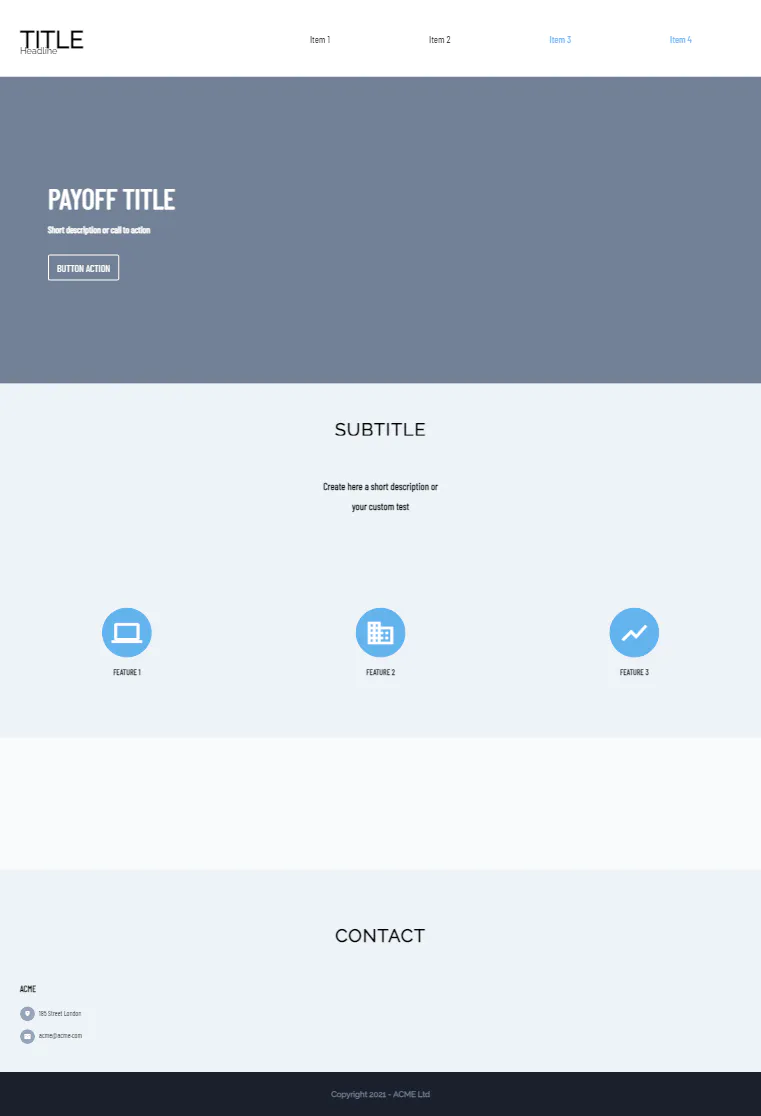 TITLE
Headline
Item 1
Item 2
Item 3
Item 4
PAYOFF TITLE
Short description or call to action
BUTTON ACTION
SUBTITLE
Create here a short description or
your custom test
FEATURE 1
FEATURE 2
FEATURE 3
CONTACT
ACME
185 Street London
acme@acme.com
Copyright 2021 - ACME Ltd